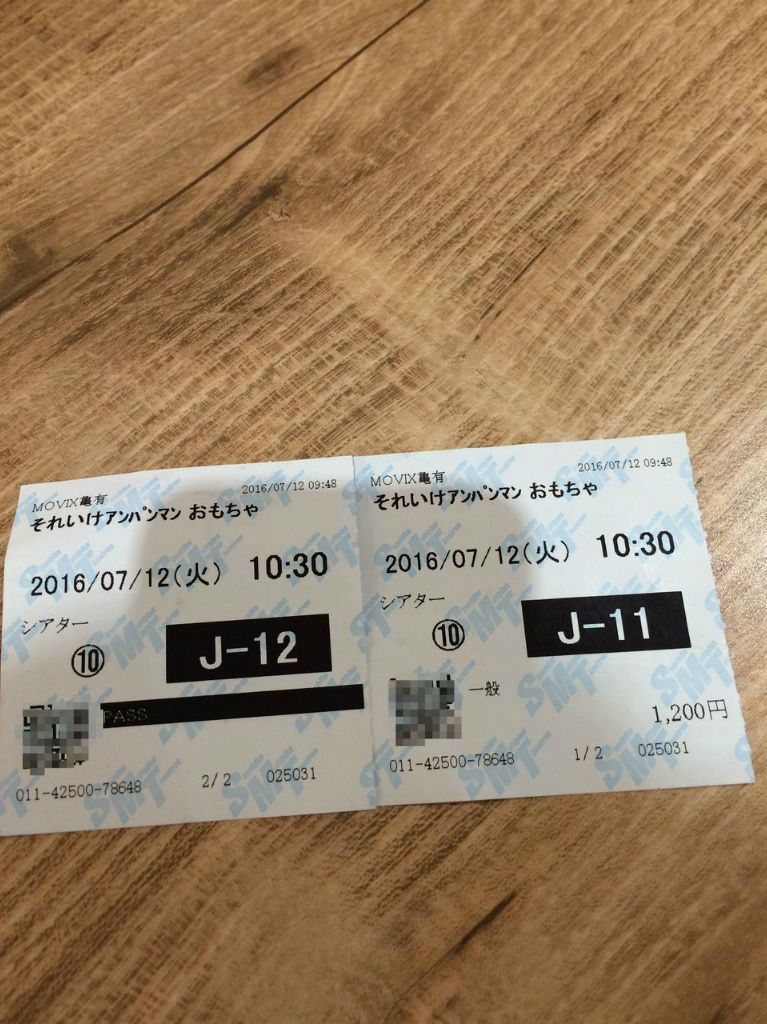 MOVIX亀有
2016/07/12 09:48
それいけアンパンマン おもちゃ
2016/07/12(火) 10:30
シアター
⑩
J-12
PASS
011-42500-78648
2/2
025031
MOVIX亀有
2016/07/12 09:48
それいけアンパンマン おもちゃ
2016/07/12(火) 10:30
シアター
⑩
J-11
一般
1,200円
011-42500-78648
1/2
025031
SMT